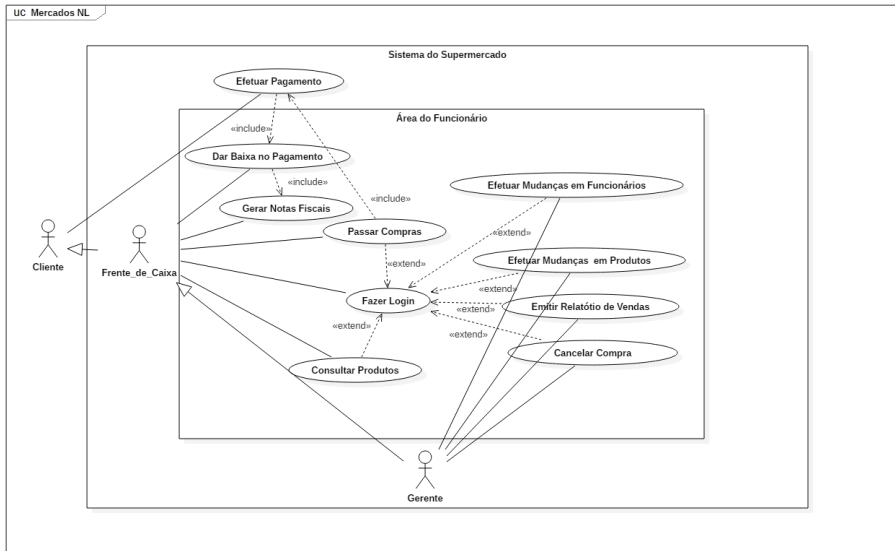 uc Mercados NL
Sistema do Supermercado
Efetuar Pagamento
Área do Funcionário
«include»
Dar Baixa no Pagamento
«include»
Efetuar Mudanças em Funcionários
«include»
Gerar Notas Fiscais
Passar Compras
«extend»
Cliente
Frente_de_Caixa
«extend»
Efetuar Mudanças em Produtos
«extend»
Fazer Login
«extend»
Emitir Relatótio de Vendas
«extend»
«extend»
Cancelar Compra
Consultar Produtos
Gerente